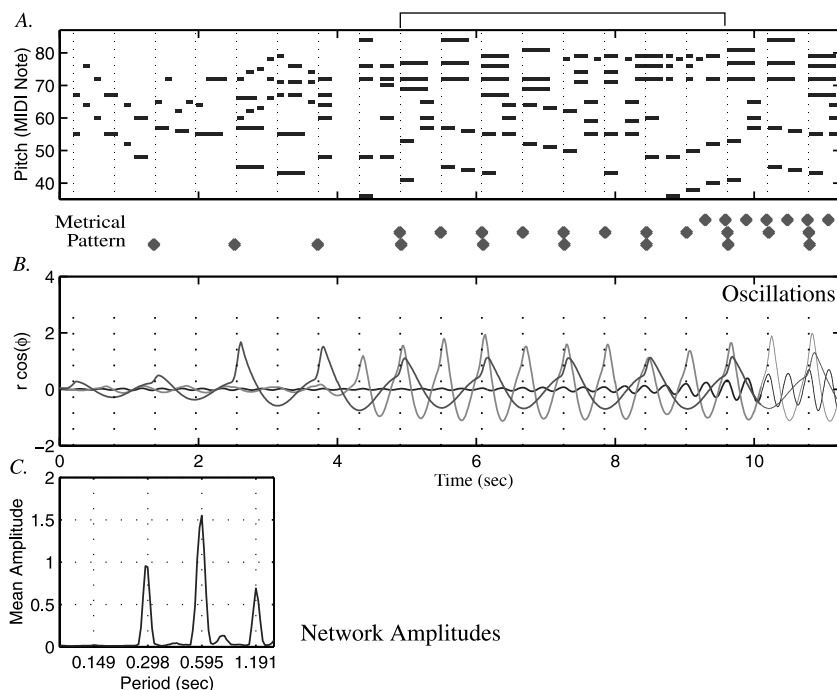 A.
80
70
60
50
40
Pitch (MIDI Note)
Metrical
Pattern
B.
Oscillations
4
2
0
−2
r cos(ϕ)
0 2 4 6 8 10
Time (sec)
C.
2
1.5
1
0.5
0
Mean Amplitude
0.149 0.298 0.595 1.191
Period (sec)
Network Amplitudes